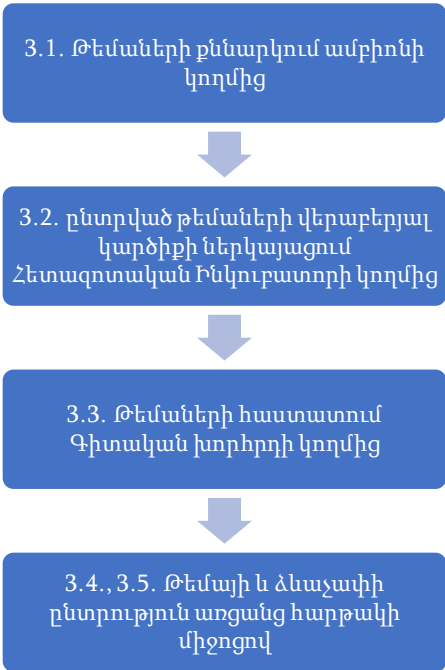 3.1. Թեմաների քննարկում ամբիոնի
կողմից
3.2. ընտրված թեմաների վերաբերյալ
կարծիքի ներկայացում
Հետազոտական Ինկուբատորի կողմից
3.3. Թեմաների հաստատում
Գիտական խորհրդի կողմից
3.4., 3.5. Թեմայի և ձևաչափի
ընտրություն առցանց հարթակի
միջոցով